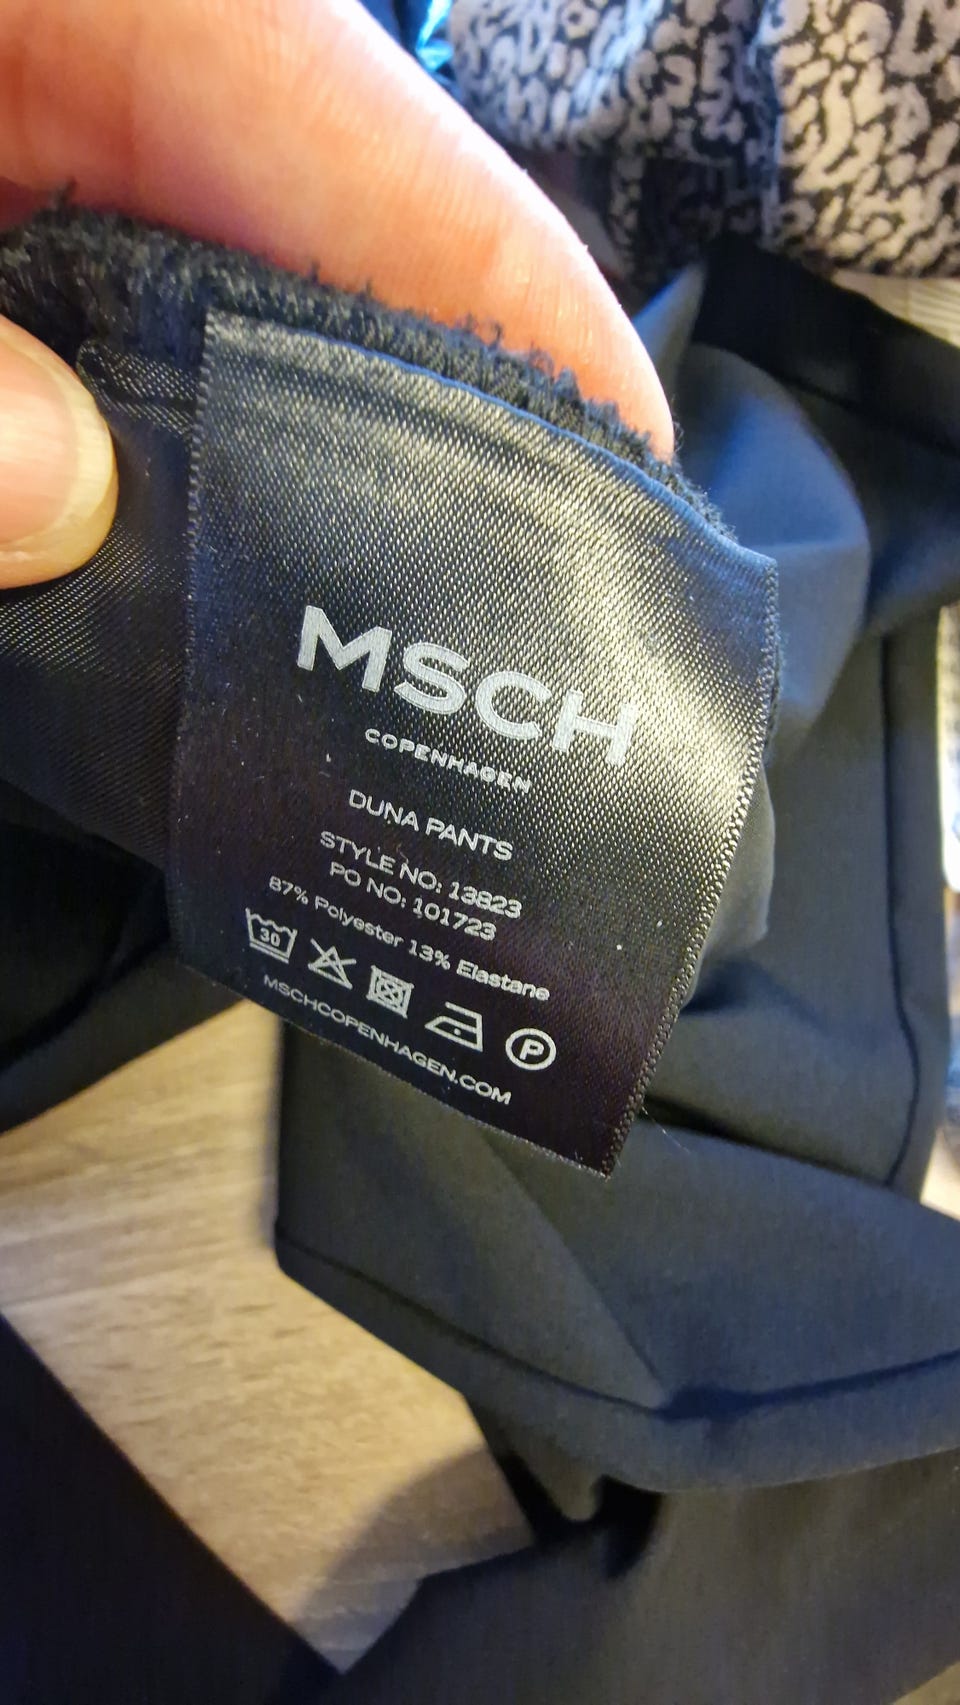 MSCH
COPENHAGEN
DUNA PANTS
STYLE NO: 13823
PO NO: 101723
87% Polyester 13% Elastane
30 P
MSCHCOPENHAGEN.COM